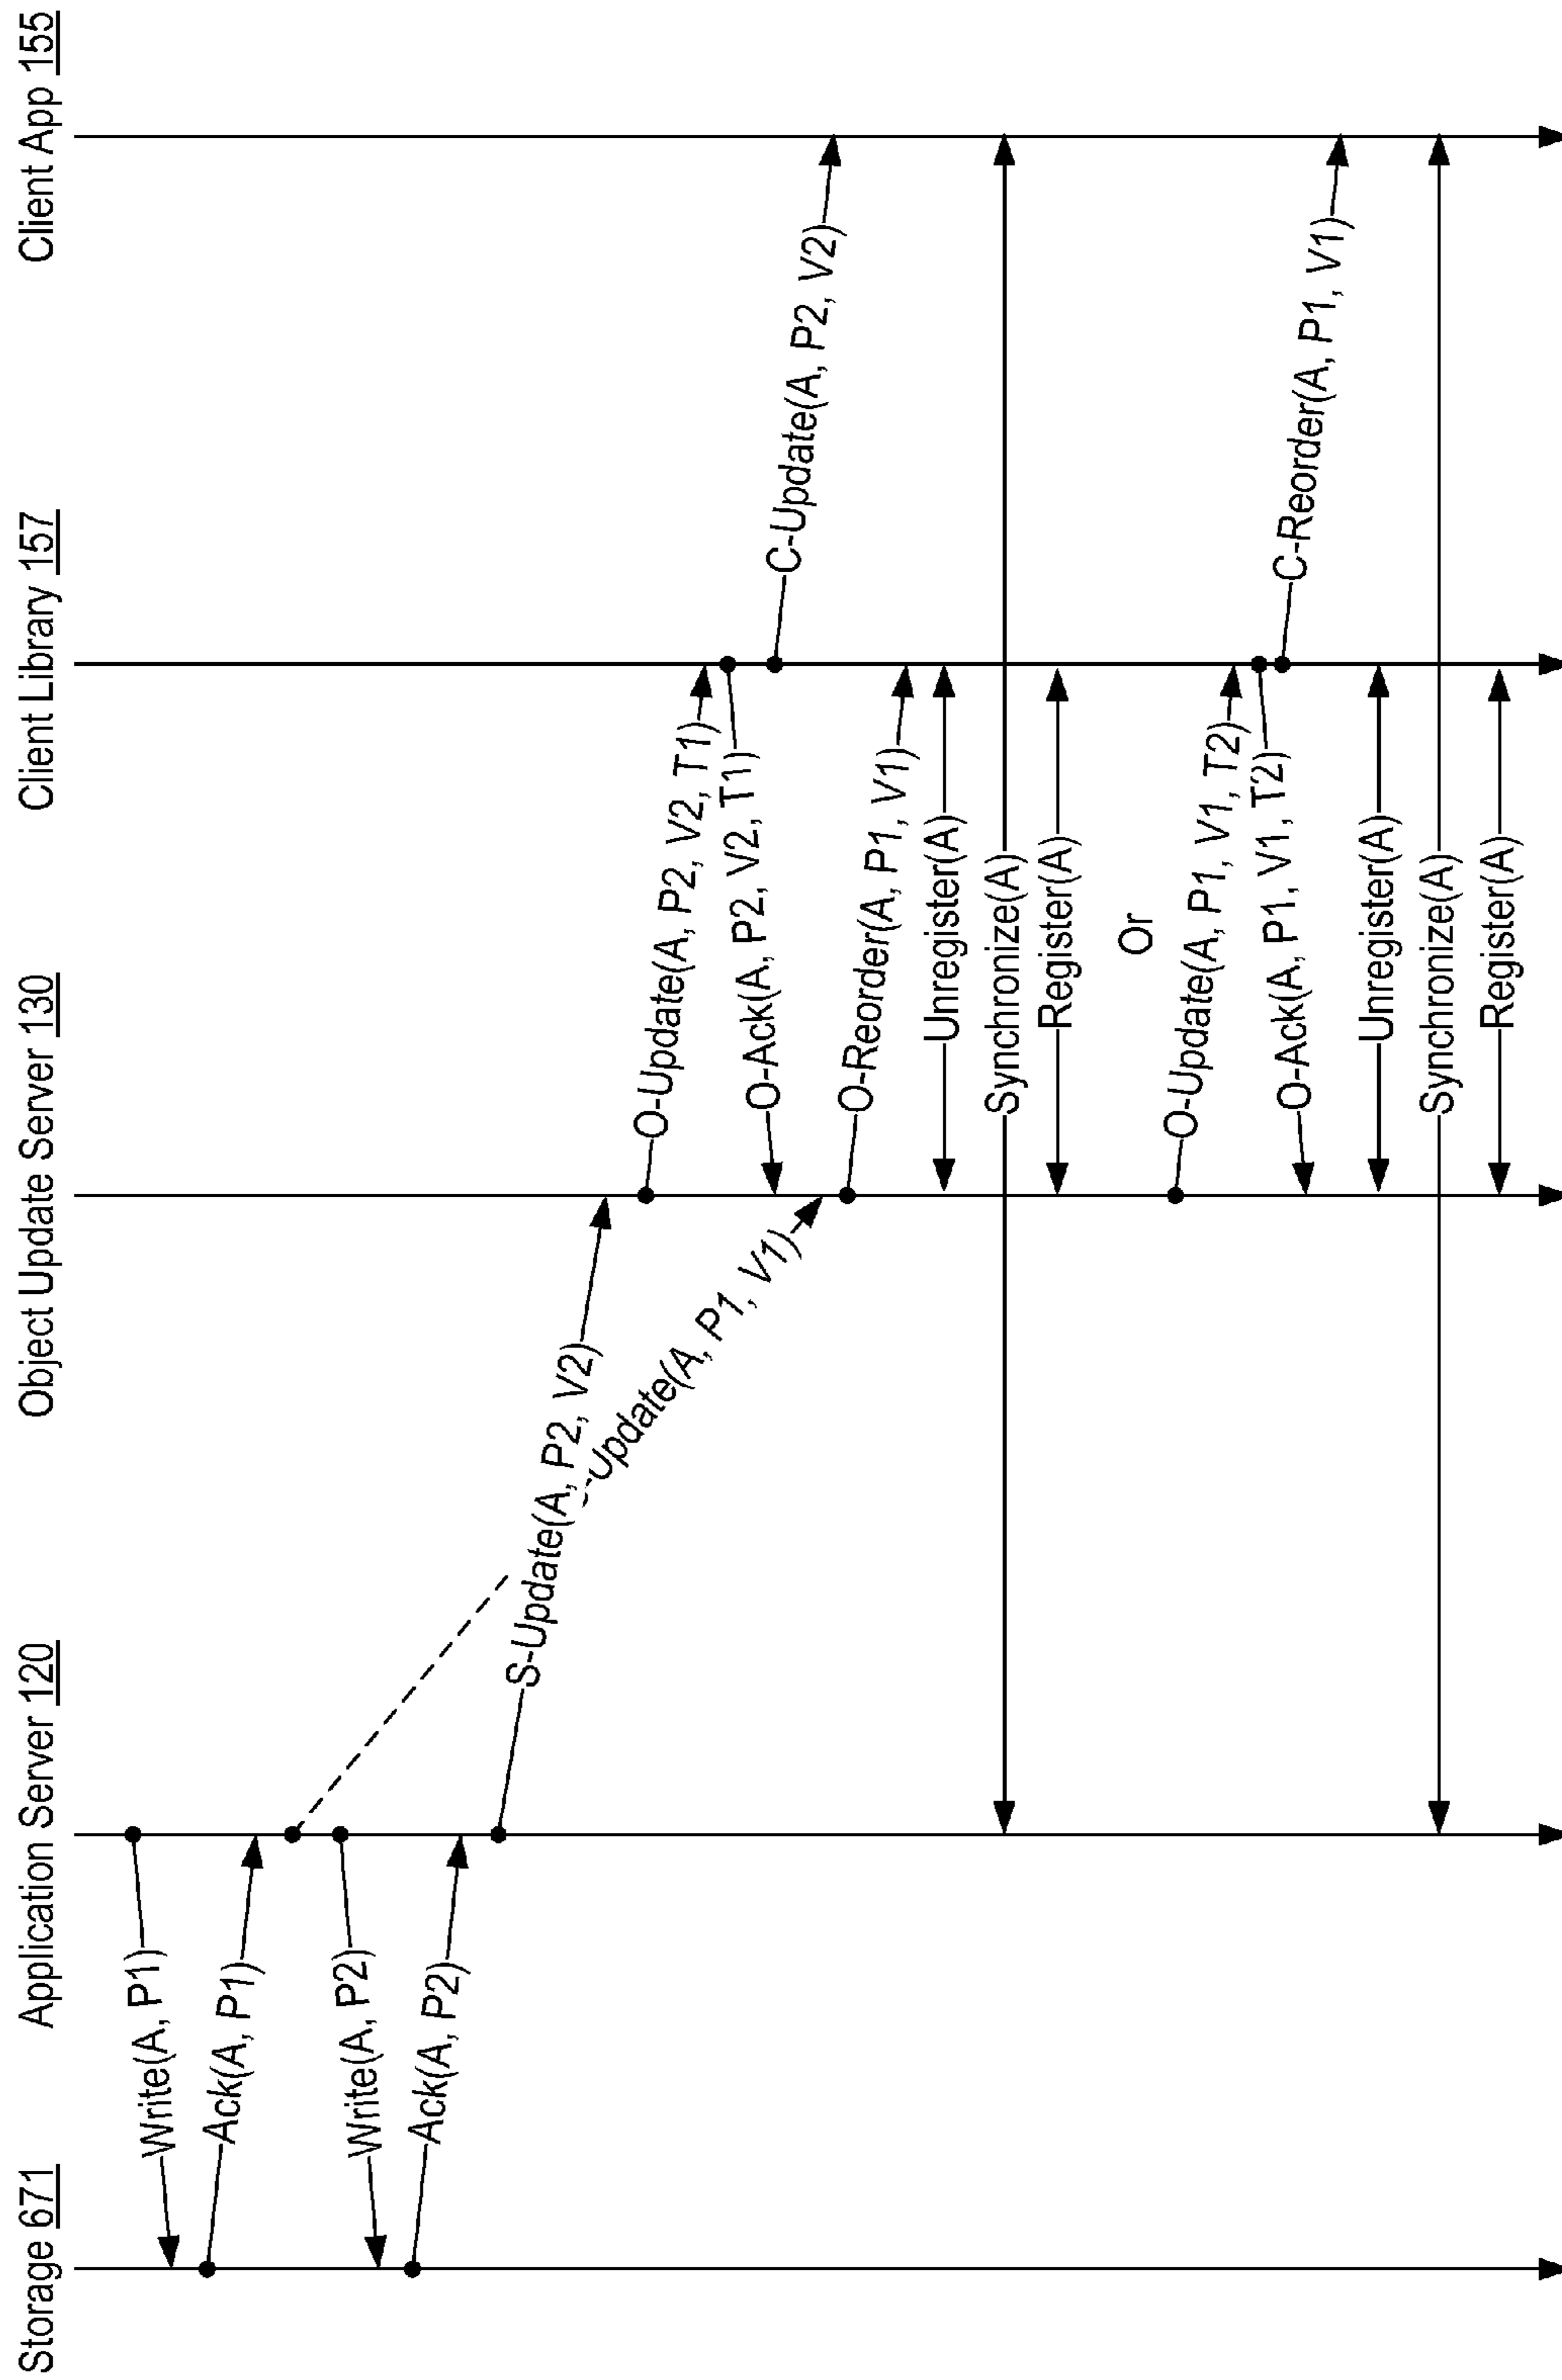 Storage 671
Application Server 120
Object Update Server 130
Client Library 157
Client App 155
Write(A, P1)
Ack(A, P1)
Write(A, P2)
Ack(A, P2)
S-Update(A, P2, V2)
-Update(A, P1, V1)
O-Update(A, P2, V2, T1)
O-Ack(A, P2, V2, T1)
C-Update(A, P2, V2)
O-Reorder(A, P1, V1)
Unregister(A)
Synchronize(A)
Register(A)
Or
O-Update(A, P1, V1, T2)
O-Ack(A, P1, V1, T2)
C-Reorder(A, P1, V1)
Unregister(A)
Synchronize(A)
Register(A)